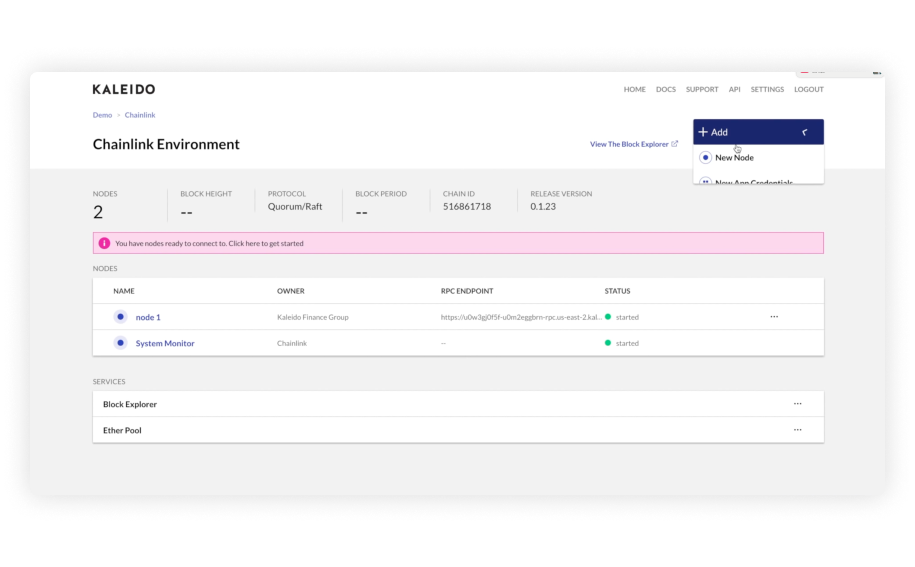 KALEIDO
HOME DOCS SUPPORT API SETTINGS LOGOUT
Demo Chainlink
Chainlink Environment
View The Block Explorer
Add
New Node
New App Credentials
NODES BLOCK HEIGHT PROTOCOL BLOCK PERIOD CHAIN ID RELEASE VERSION
2 -- Quorum/Raft -- 516861718 0.1.23
You have nodes ready to connect to. Click here to get started
NODES
NAME OWNER RPC ENDPOINT STATUS
node 1 Kaleido Finance Group https://u0w3gj0f5f-u0m2eggbrn-rpc.us-east-2.kal... started ...
System Monitor Chainlink -- started
SERVICES
Block Explorer ...
Ether Pool ...